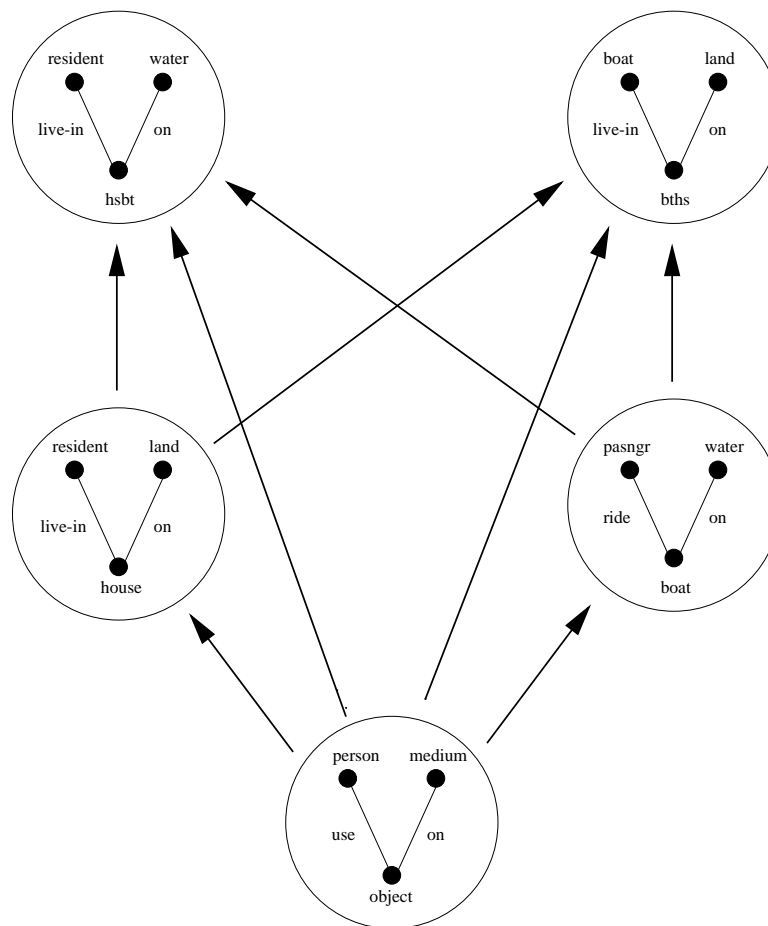 resident water
live-in on
hsbt
boat land
live-in on
bths
resident land
live-in on
house
pasngr water
ride on
boat
person medium
use on
object